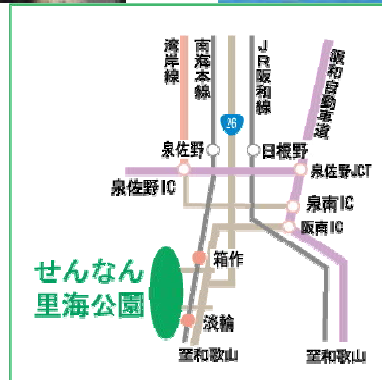 湾岸線
南海本線
26
JR阪和線
阪和自動車道
泉佐野
日根野
泉佐野JCT
泉佐野IC
泉南IC
阪南IC
箱作
せんなん
里海公園
淡輪
至和歌山
至和歌山